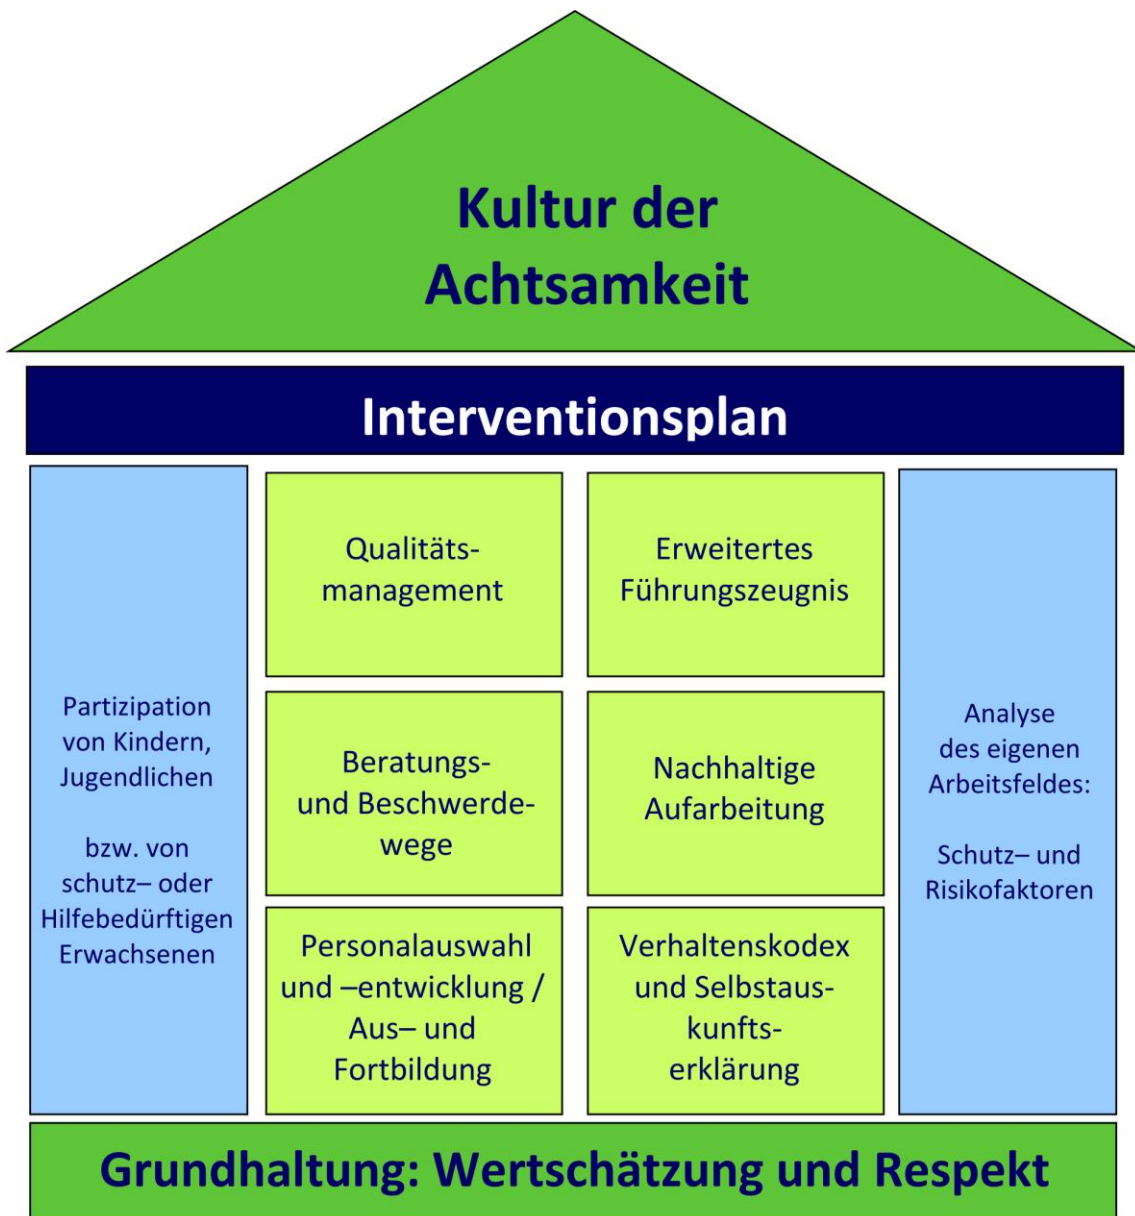 Kultur der
Achtsamkeit
Interventionsplan
Partizipation
von Kindern,
Jugendlichen
bzw. von
schutz– oder
Hilfebedürftigen
Erwachsenen
Qualitäts-
management
Erweitertes
Führungszeugnis
Beratungs-
und Beschwerde-
wege
Nachhaltige
Aufarbeitung
Personalauswahl
und –entwicklung /
Aus– und
Fortbildung
Verhaltenskodex
und Selbstaus-
kunfts-
erklärung
Analyse
des eigenen
Arbeitsfeldes:
Schutz– und
Risikofaktoren
Grundhaltung: Wertschätzung und Respekt